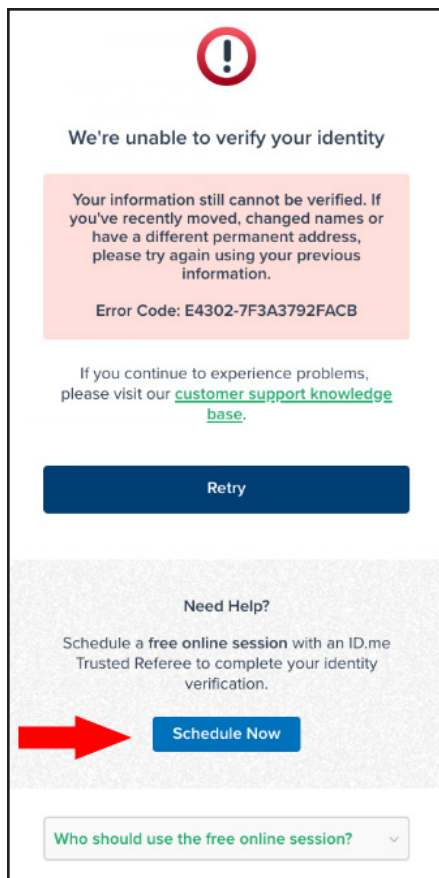 We're unable to verify your identity
Your information still cannot be verified. If
you've recently moved, changed names or
have a different permanent address,
please try again using your previous
information.
Error Code: E4302-7F3A3792FACB
If you continue to experience problems,
please visit our customer support knowledge
base.
Retry
Need Help?
Schedule a free online session with an ID.me
Trusted Referee to complete your identity
verification.
Schedule Now
Who should use the free online session?